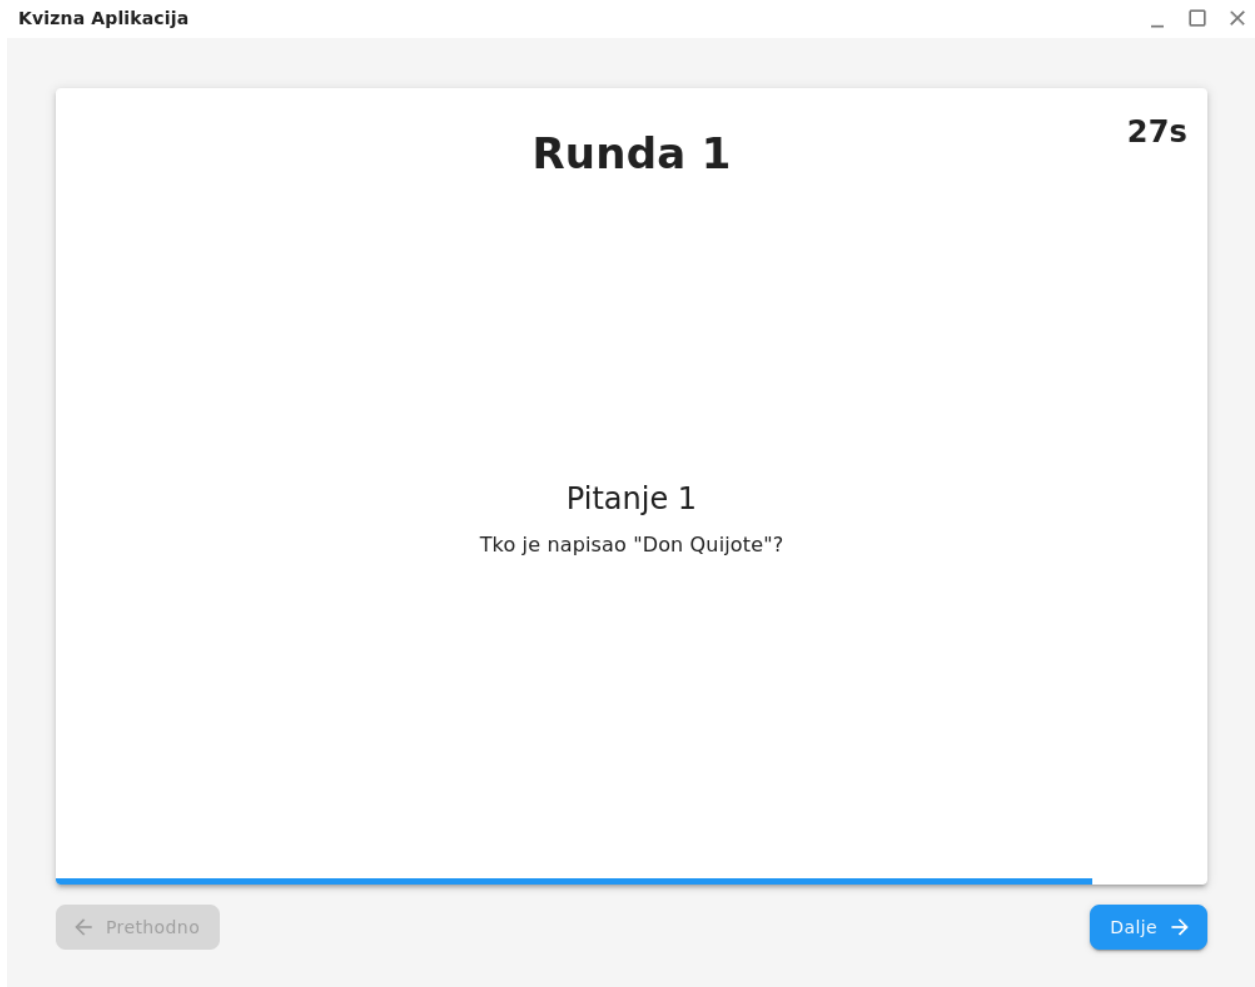 Kvizna Aplikacija
Runda 1
27s
Pitanje 1
Tko je napisao "Don Quijote"?
Prethodno
Dalje